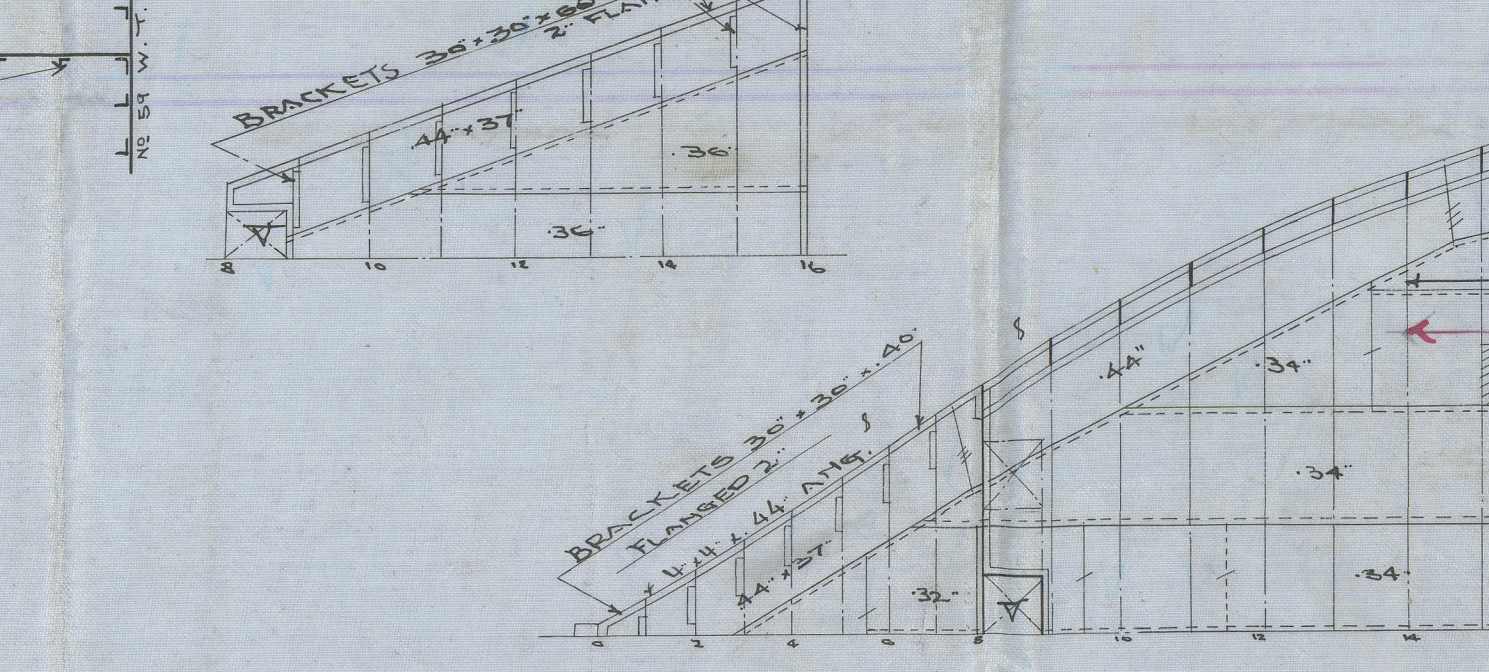 No 59 W.T.
BRACKETS 30" × 30" ×
2" FLAN
.44" × 37"
.36"
.36"
8 10 12 14 16
BRACKETS 30" × 30" × .40"
FLANGED 2"
4" × 4" × .44" ANG.
.44" × 37"
.32"
.44"
.34"
.34"
.34"
0 2 4 6 8 10 12 14